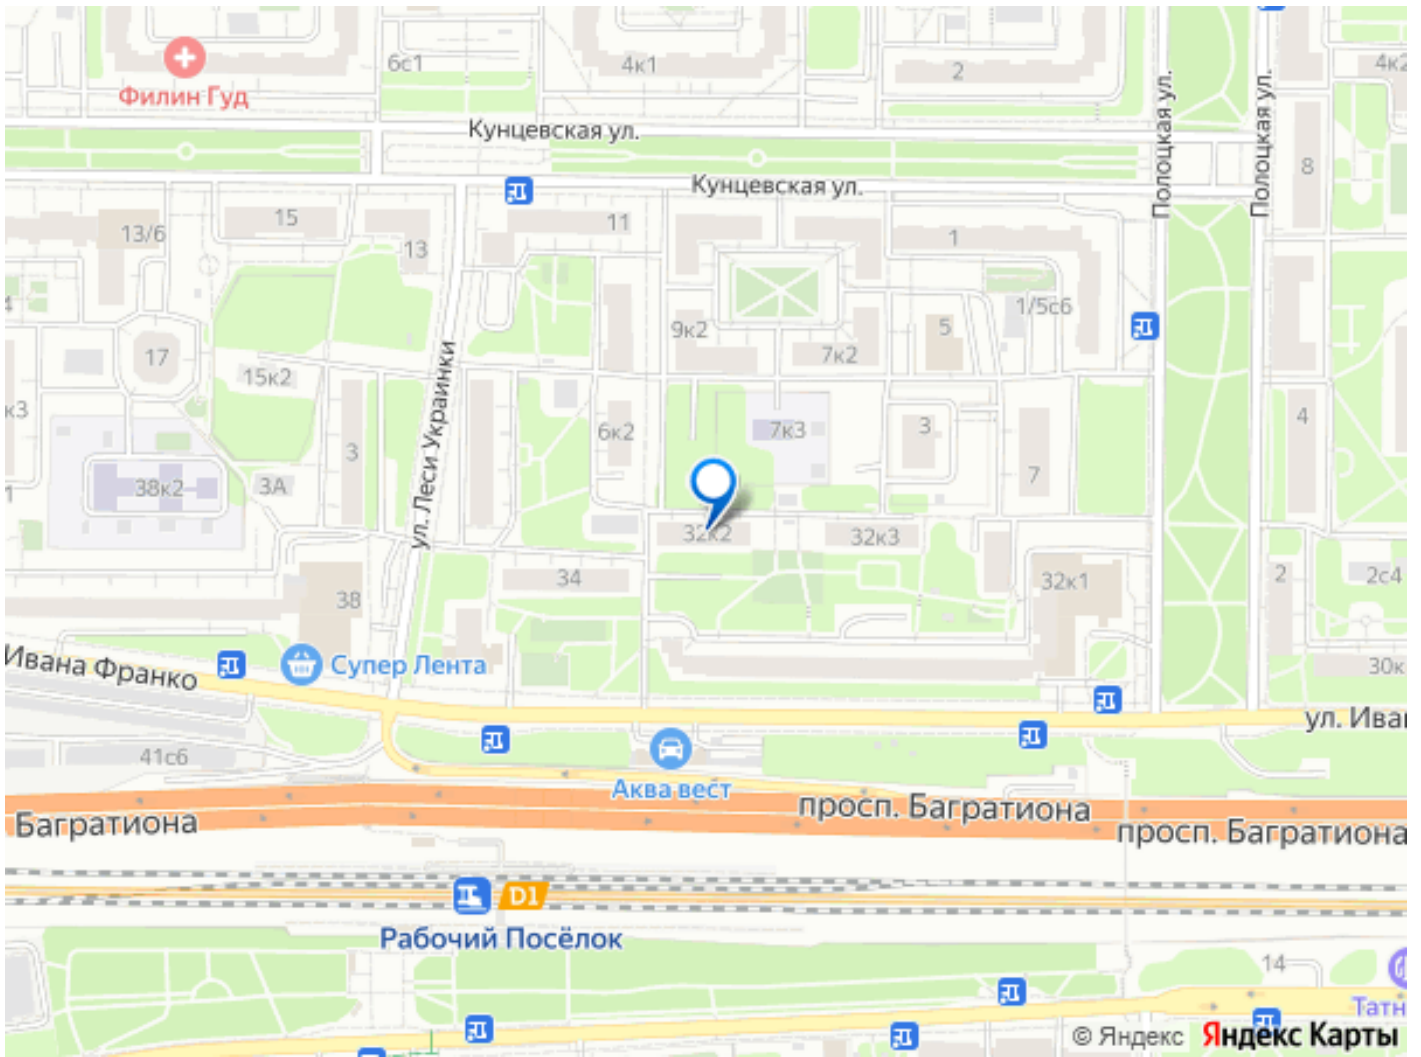 6с1
4к1
2
4к2
Филин Гуд
Кунцевская ул.
Полоцкая ул.
Полоцкая ул.
8
Кунцевская ул.
15
11
13/6
13
1
1/5с6
5
9к2
7к2
17
15к2
ул. Леси Украинки
к3
3
6к2
7к3
3
4
7
38к2
3А
1
32к2
32к3
34
32к1
2
2с4
38
Ивана Франко
Супер Лента
30к
ул. Ива
41с6
Аква вест
просп. Багратиона
Багратиона
просп. Багратиона
D1
Рабочий Посёлок
14
Татн
© Яндекс Яндекс Карты